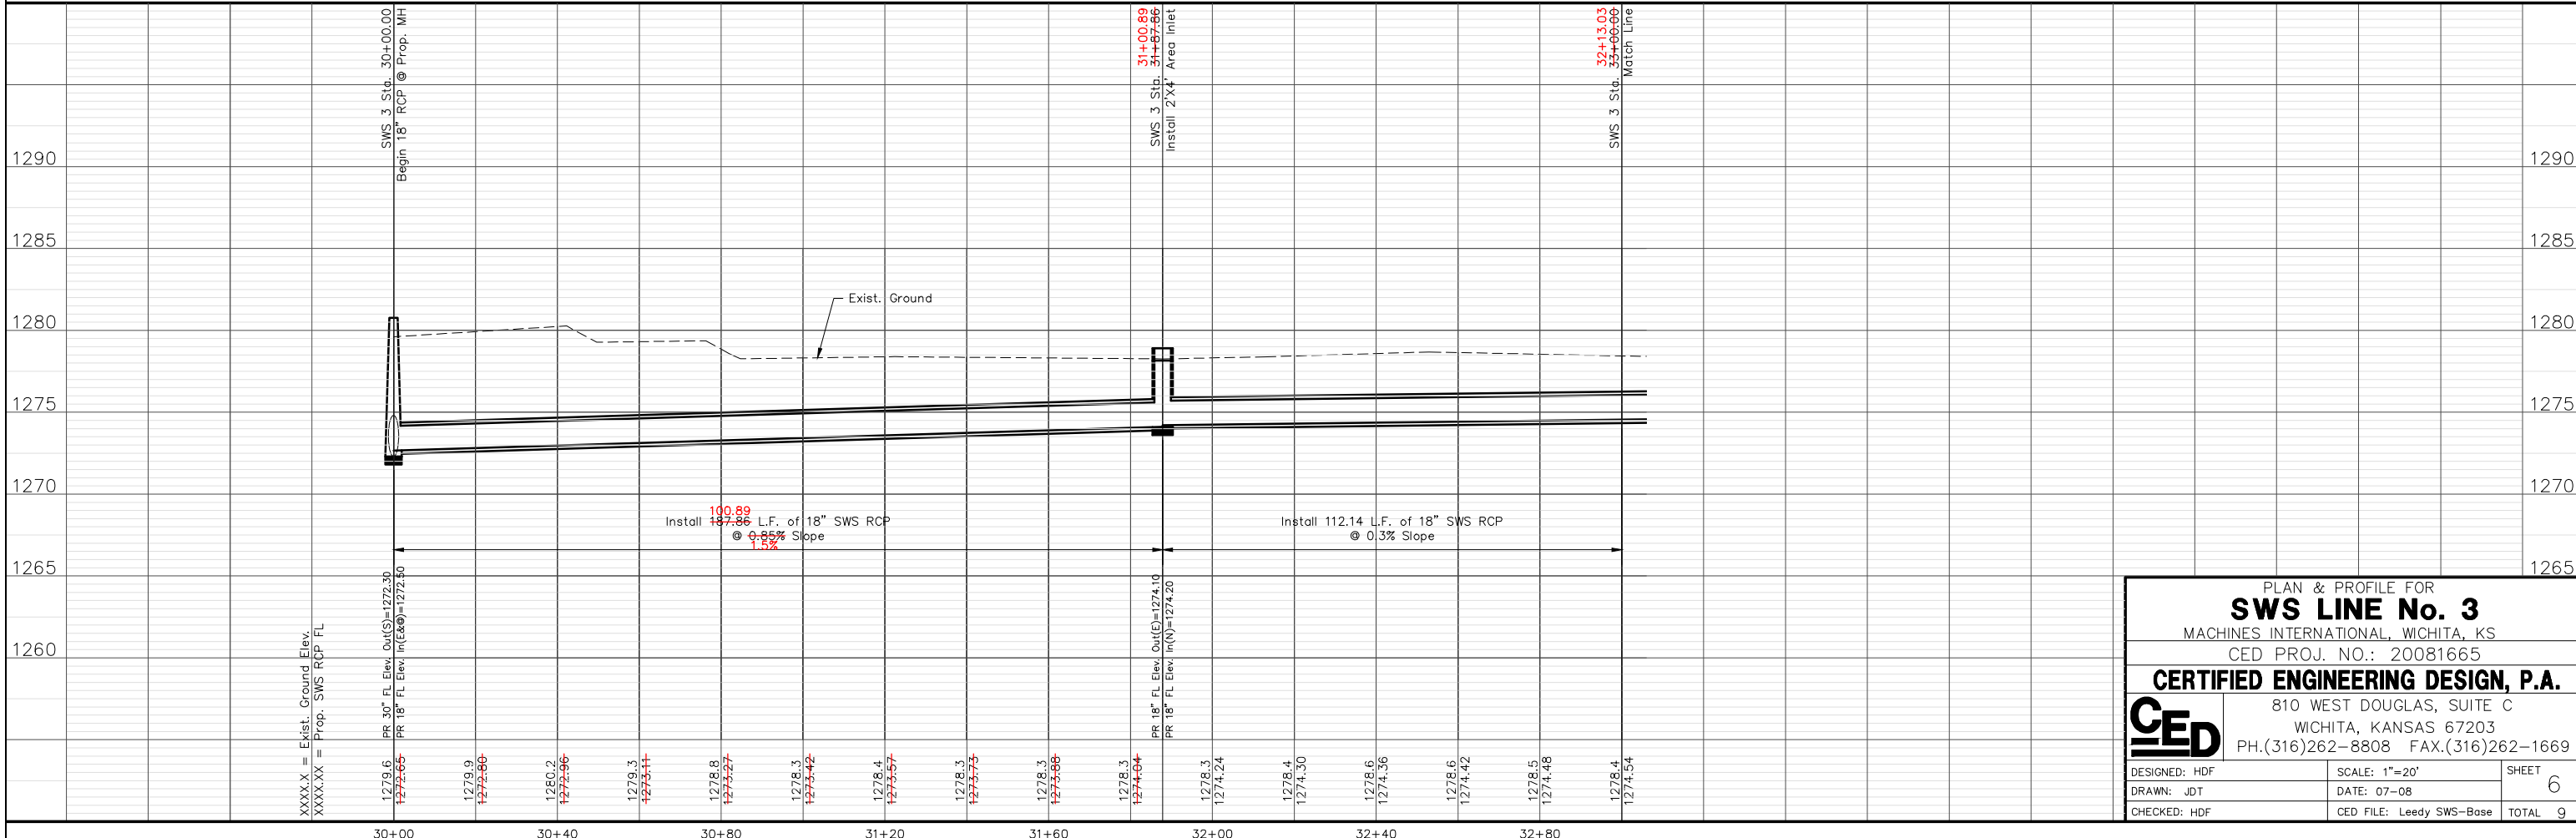 SWS 3 Sta. 30+00.00
Begin 18" RCP @ Prop. MH
31+00.89
SWS 3 Sta. 31+87.86
Install 2'X4' Area Inlet
32+13.03
SWS 3 Sta. 33+00.00
Match Line
1290 1290
1285 1285
1280 1280
1275 1275
1270 1270
1265 1265
1260
Exist. Ground
100.89
Install 187.86 L.F. of 18" SWS RCP
@ 0.85% Slope
1.5%
Install 112.14 L.F. of 18" SWS RCP
@ 0.3% Slope
XXXX.X = Exist. Ground Elev.
XXXX.XX = Prop. SWS RCP FL
PR 30" FL Elev. Out(S)=1272.30
PR 18" FL Elev. In(E&W)=1272.50
PR 18" FL Elev. Out(E)=1274.10
PR 18" FL Elev. In(N)=1274.20
1279.6
1272.65
1279.9
1272.80
1280.2
1272.96
1279.3
1273.11
1278.8
1273.27
1278.3
1273.42
1278.4
1273.57
1278.3
1273.73
1278.3
1273.88
1278.3
1274.04
1278.3
1274.24
1278.4
1274.30
1278.6
1274.36
1278.6
1274.42
1278.5
1274.48
1278.4
1274.54
30+00 30+40 30+80 31+20 31+60 32+00 32+40 32+80
PLAN & PROFILE FOR
SWS LINE No. 3
MACHINES INTERNATIONAL, WICHITA, KS
CED PROJ. NO.: 20081665
CERTIFIED ENGINEERING DESIGN, P.A.
CED
810 WEST DOUGLAS, SUITE C
WICHITA, KANSAS 67203
PH.(316)262-8808 FAX.(316)262-1669
DESIGNED: HDF
SCALE: 1"=20'
SHEET
6
DRAWN: JDT
DATE: 07-08
CHECKED: HDF
CED FILE: Leedy SWS-Base
TOTAL 9